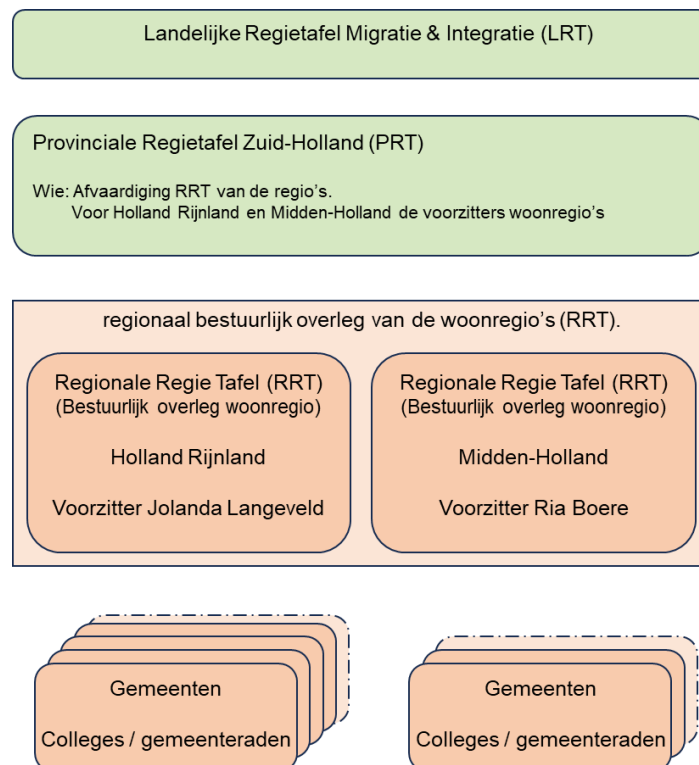 Landelijke Regietafel Migratie & Integratie (LRT)
Provinciale Regietafel Zuid-Holland (PRT)
Wie: Afvaardiging RRT van de regio's.
Voor Holland Rijnland en Midden-Holland de voorzitters woonregio's
regionaal bestuurlijk overleg van de woonregio's (RRT).
Regionale Regie Tafel (RRT)
(Bestuurlijk overleg woonregio)
Holland Rijnland
Voorzitter Jolanda Langeveld
Regionale Regie Tafel (RRT)
(Bestuurlijk overleg woonregio)
Midden-Holland
Voorzitter Ria Boere
Gemeenten
Colleges / gemeenteraden
Gemeenten
Colleges / gemeenteraden